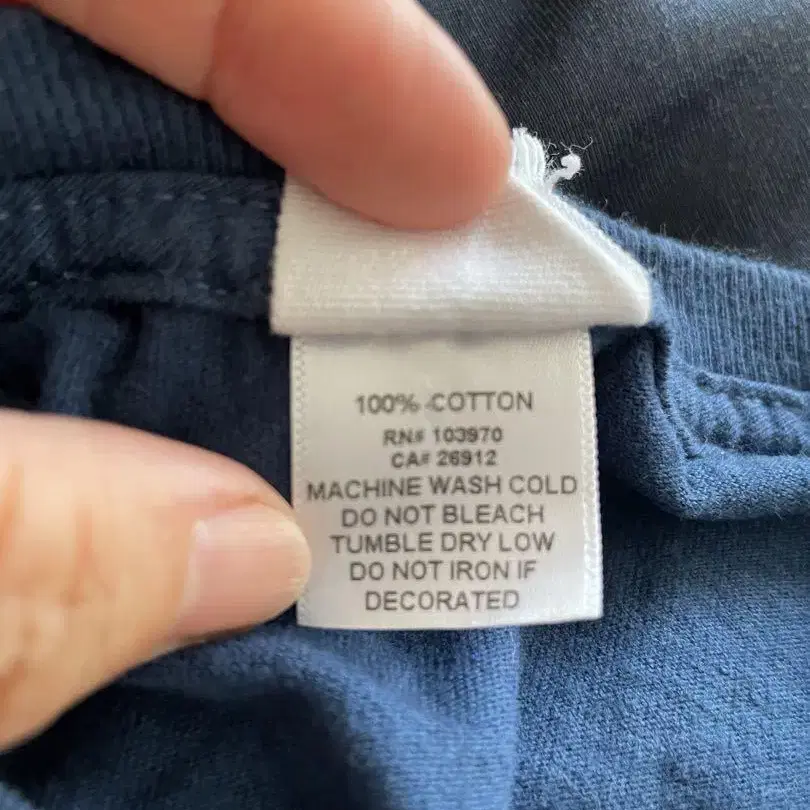 100% COTTON
RN# 103970
CA# 26912
MACHINE WASH COLD
DO NOT BLEACH
TUMBLE DRY LOW
DO NOT IRON IF
DECORATED